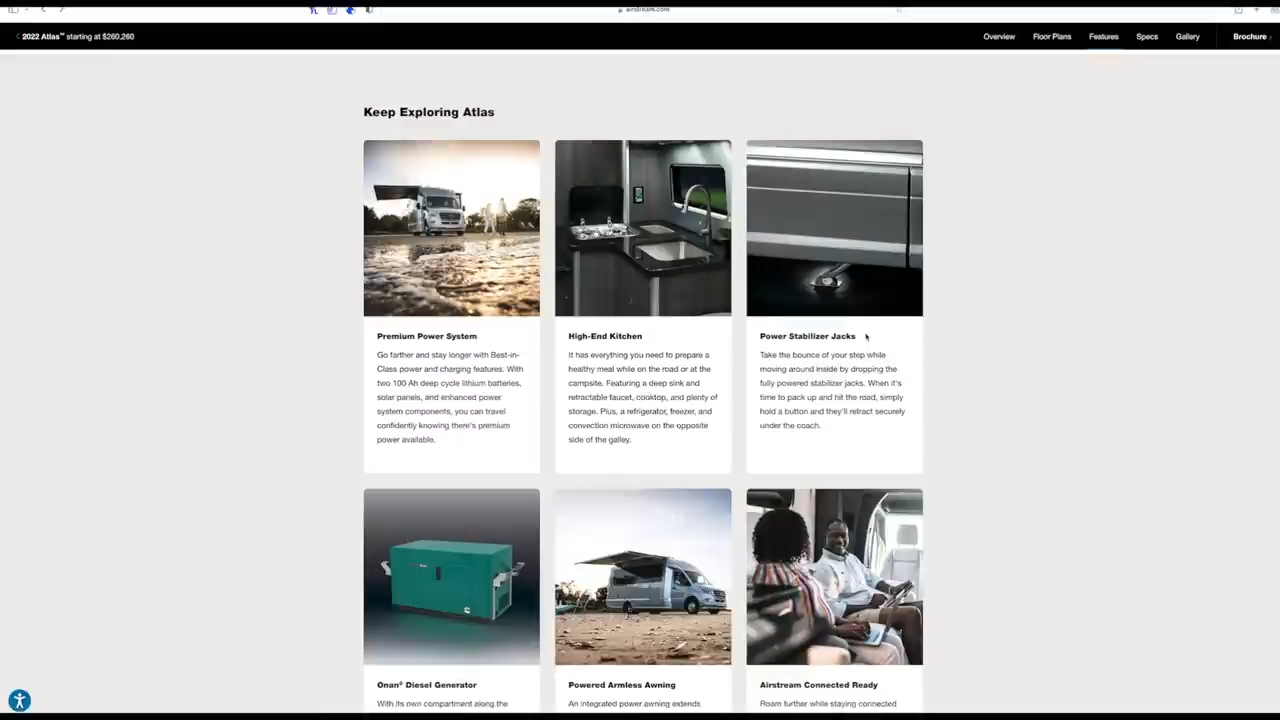 airstream.com
2022 Atlas™ starting at $260,260
Overview
Floor Plans
Features
Specs
Gallery
Brochure
Keep Exploring Atlas
Premium Power System
Go farther and stay longer with Best-in-
Class power and charging features. With
two 100 Ah deep cycle lithium batteries,
solar panels, and enhanced power
system components, you can travel
confidently knowing there's premium
power available.
High-End Kitchen
It has everything you need to prepare a
healthy meal while on the road or at the
campsite. Featuring a deep sink and
retractable faucet, cooktop, and plenty of
storage. Plus, a refrigerator, freezer, and
convection microwave on the opposite
side of the galley.
Power Stabilizer Jacks
Take the bounce of your step while
moving around inside by dropping the
fully powered stabilizer jacks. When it's
time to pack up and hit the road, simply
hold a button and they'll retract securely
under the coach.
Onan® Diesel Generator
With its own compartment along the
Powered Armless Awning
An integrated power awning extends
Airstream Connected Ready
Roam further while staying connected